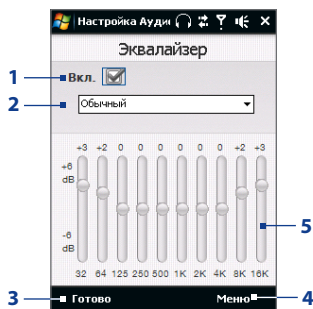 Настройка Аудио
Эквалайзер
1 Вкл.
2 Обычный
+3 +2 0 0 0 0 0 0 +2 +3
+6
dB
5
-6
dB
32 64 125 250 500 1K 2K 4K 8K 16K
3 Готово Меню 4